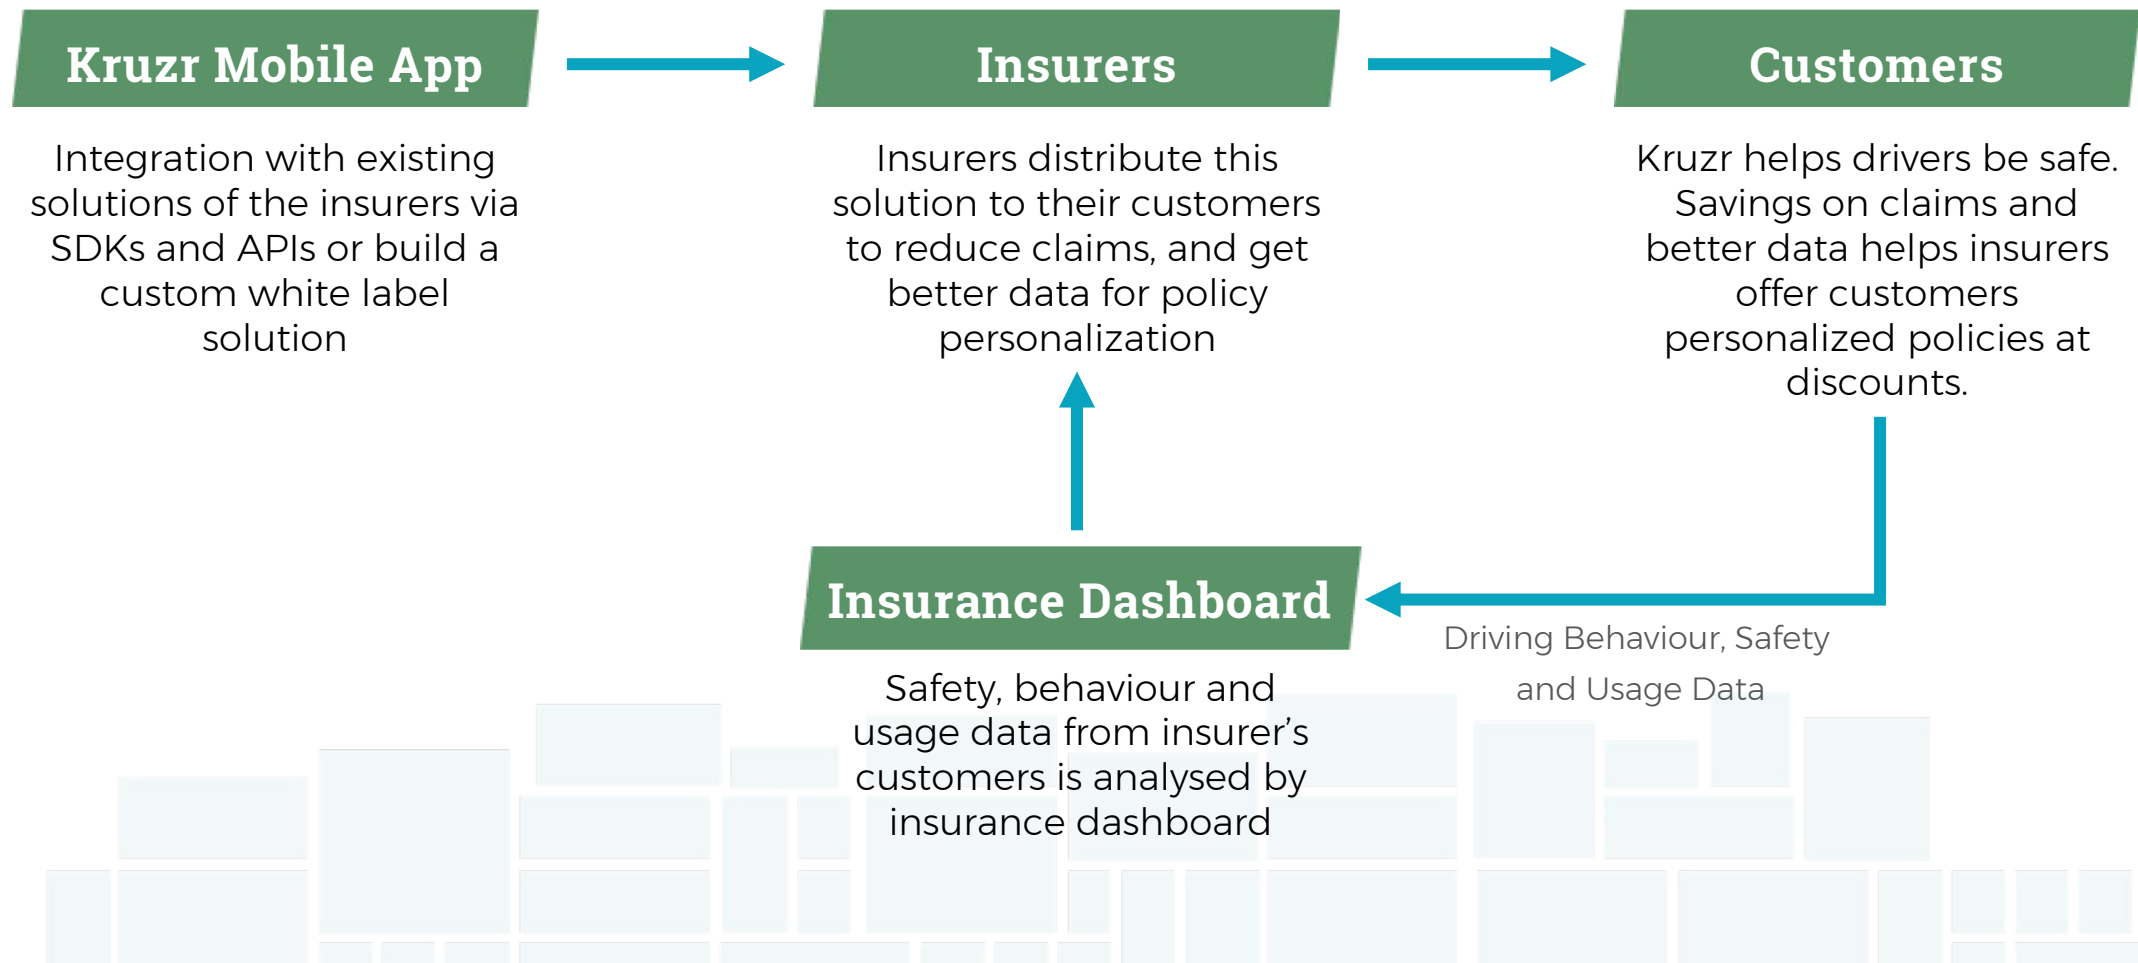 Kruzr Mobile App
Integration with existing
solutions of the insurers via
SDKs and APIs or build a
custom white label
solution
Insurers
Insurers distribute this
solution to their customers
to reduce claims, and get
better data for policy
personalization
Customers
Kruzr helps drivers be safe.
Savings on claims and
better data helps insurers
offer customers
personalized policies at
discounts.
Insurance Dashboard
Safety, behaviour and
usage data from insurer’s
customers is analysed by
insurance dashboard
Driving Behaviour, Safety
and Usage Data